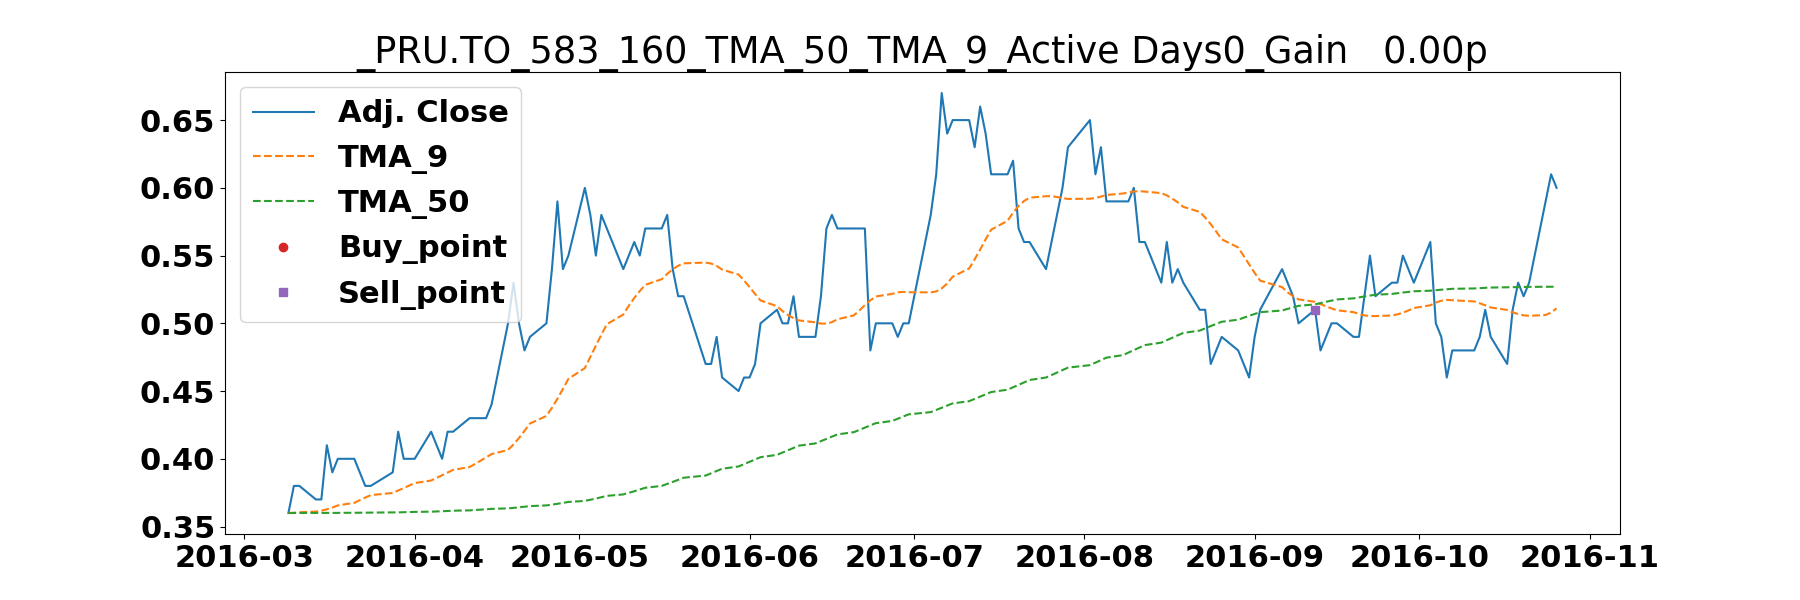 _PRU.TO_583_160_TMA_50_TMA_9_Active Days0_Gain   0.00p
Adj. Close
TMA_9
TMA_50
Buy_point
Sell_point
0.65
0.60
0.55
0.50
0.45
0.40
0.35
2016-03 2016-04 2016-05 2016-06 2016-07 2016-08 2016-09 2016-10 2016-11